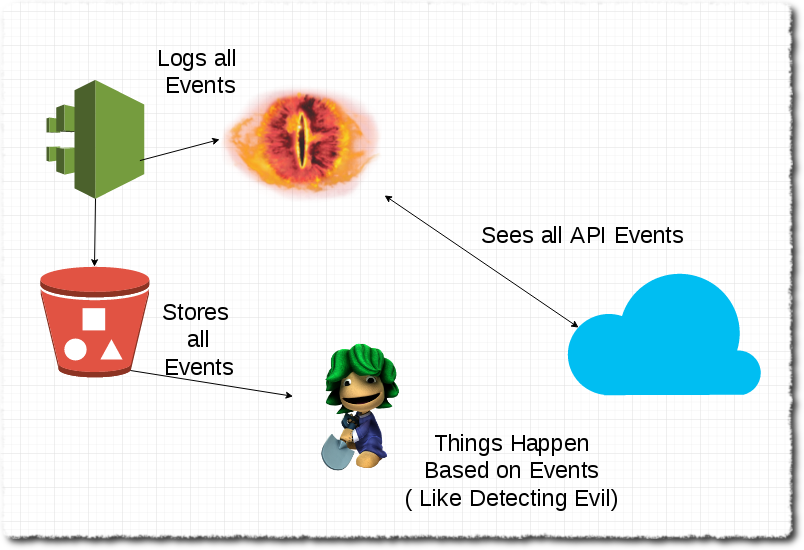 Logs all
Events
Sees all API Events
Stores
all
Events
Things Happen
Based on Events
( Like Detecting Evil)